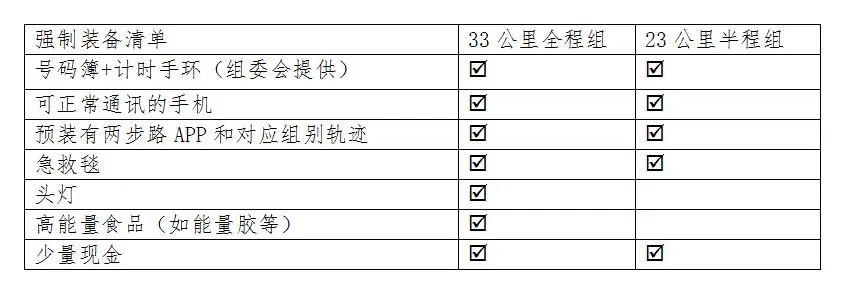 强制装备清单 33 公里全程组 23 公里半程组
号码簿+计时手环（组委会提供） ☑ ☑
可正常通讯的手机 ☑ ☑
预装有两步路 APP 和对应组别轨迹 ☑ ☑
急救毯 ☑ ☑
头灯 ☑
高能量食品（如能量胶等） ☑
少量现金 ☑ ☑